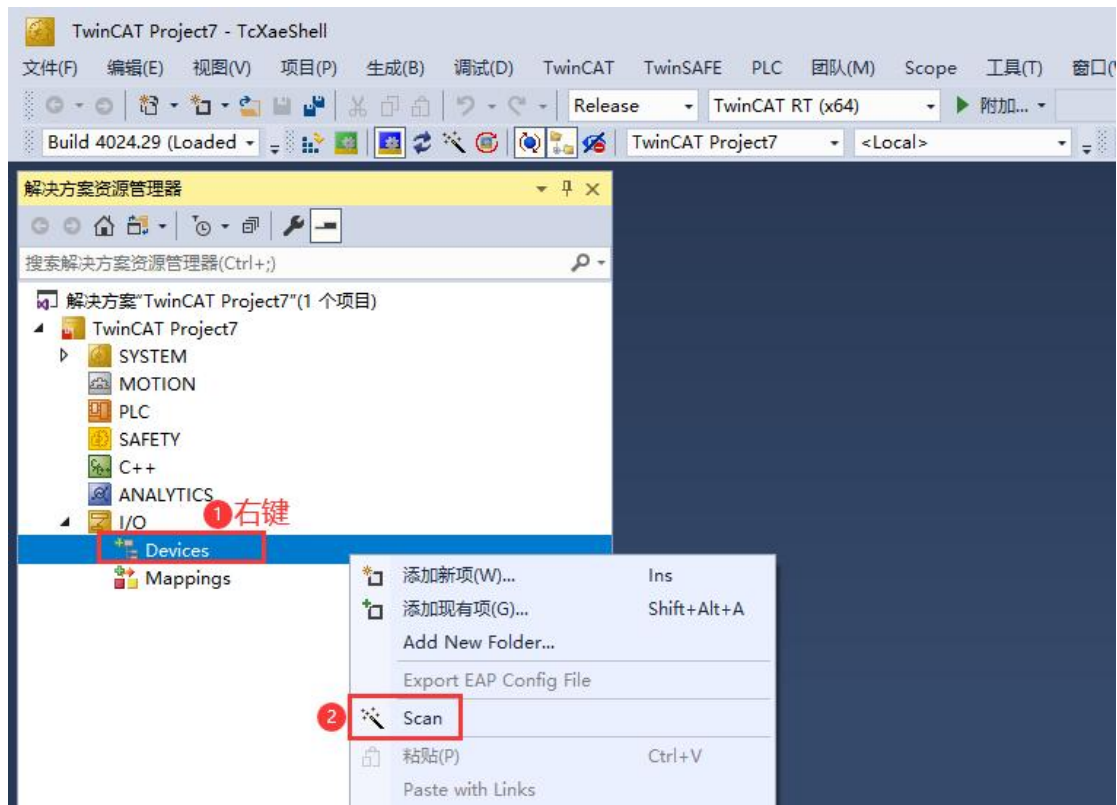 TwinCAT Project7 - TcXaeShell
文件(F) 编辑(E) 视图(V) 项目(P) 生成(B) 调试(D) TwinCAT TwinSAFE PLC 团队(M) Scope 工具(T) 窗口(
Release TwinCAT RT (x64) 附加...
Build 4024.29 (Loaded TwinCAT Project7 <Local>
解决方案资源管理器
搜索解决方案资源管理器(Ctrl+;)
解决方案"TwinCAT Project7"(1 个项目)
TwinCAT Project7
SYSTEM
MOTION
PLC
SAFETY
C++
ANALYTICS
1 右键
I/O
Devices
Mappings
添加新项(W)... Ins
添加现有项(G)... Shift+Alt+A
Add New Folder...
Export EAP Config File
2 Scan
粘贴(P) Ctrl+V
Paste with Links